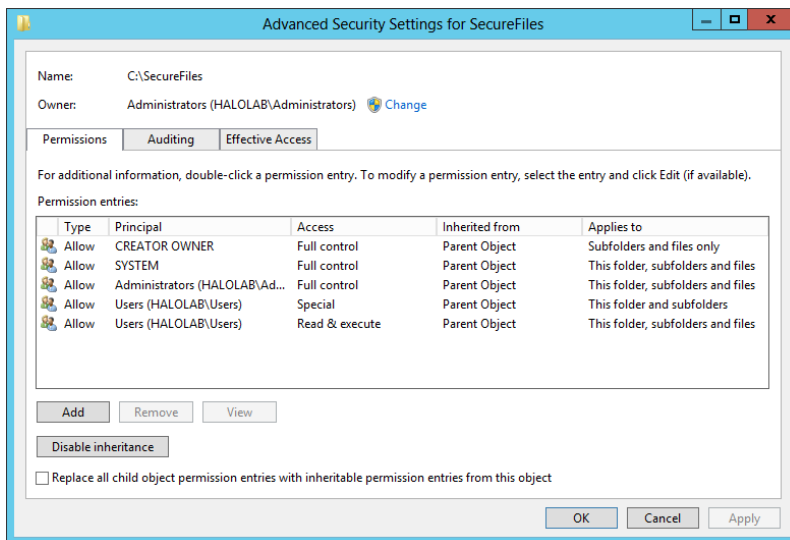 Advanced Security Settings for SecureFiles
Name: C:\SecureFiles
Owner: Administrators (HALOLAB\Administrators) Change
Permissions Auditing Effective Access
For additional information, double-click a permission entry. To modify a permission entry, select the entry and click Edit (if available).
Permission entries:
Type Principal Access Inherited from Applies to
Allow CREATOR OWNER Full control Parent Object Subfolders and files only
Allow SYSTEM Full control Parent Object This folder, subfolders and files
Allow Administrators (HALOLAB\Ad... Full control Parent Object This folder, subfolders and files
Allow Users (HALOLAB\Users) Special Parent Object This folder and subfolders
Allow Users (HALOLAB\Users) Read & execute Parent Object This folder, subfolders and files
Add Remove View
Disable inheritance
Replace all child object permission entries with inheritable permission entries from this object
OK Cancel Apply